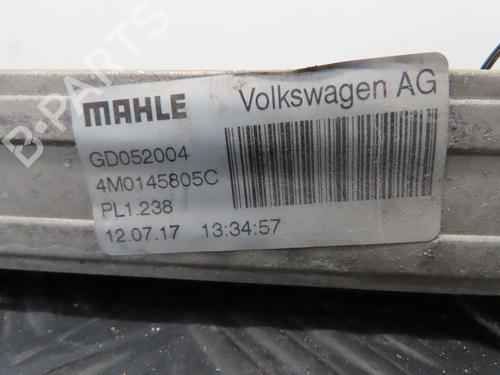 MAHLE Volkswagen AG
GD052004
4M0145805C
PL1.238
12.07.17 13:34:57
B-PARTS